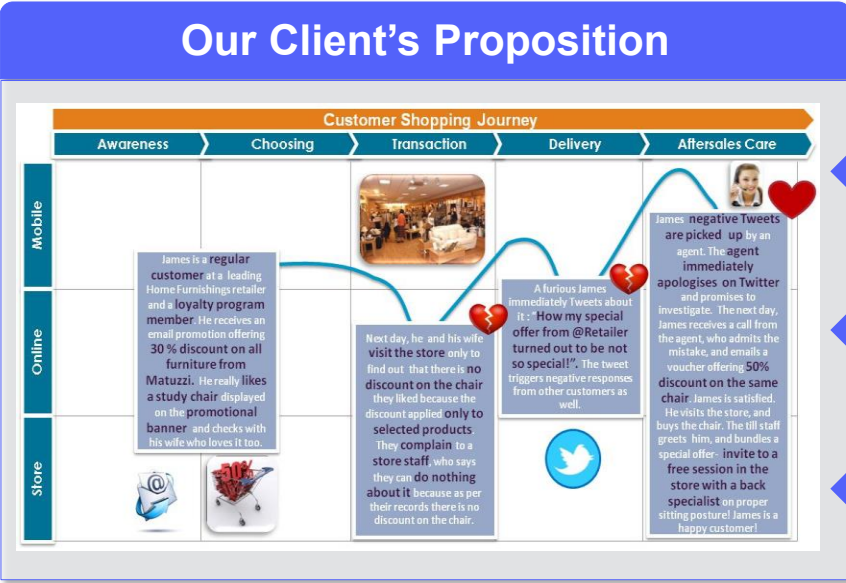 Our Client's Proposition
Customer Shopping Journey
Awareness
Choosing
Transaction
Delivery
Aftersales Care
Mobile
Online
Store
James is a regular
customer at a leading
Home Furnishings retailer
and a loyalty program
member. He receives an
email promotion offering
30 % discount on all
furniture from
Matuzzi. He really likes
a study chair displayed
on the promotional
banner and checks with
his wife who loves it too.
Next day, he and his wife
visit the store only to
find out that there is no
discount on the chair
they liked because the
discount applied only to
selected products.
They complain to a
store staff, who says
they can do nothing
about it because as per
their records there is no
discount on the chair.
A furious James
immediately Tweets about
it : "How my special
offer from @Retailer
turned out to be not
so special!". The tweet
triggers negative responses
from other customers as
well.
James negative Tweets
are picked up by an
agent. The agent
immediately
apologises on Twitter
and promises to
investigate. The next day,
James receives a call from
the agent, who admits the
mistake, and emails a
voucher offering 50%
discount on the same
chair. James is satisfied.
He visits the store, and
buys the chair. The till staff
greets him, and bundles a
special offer- invite to a
free session in the
store with a back
specialist on proper
sitting posture! James is a
happy customer!
50%